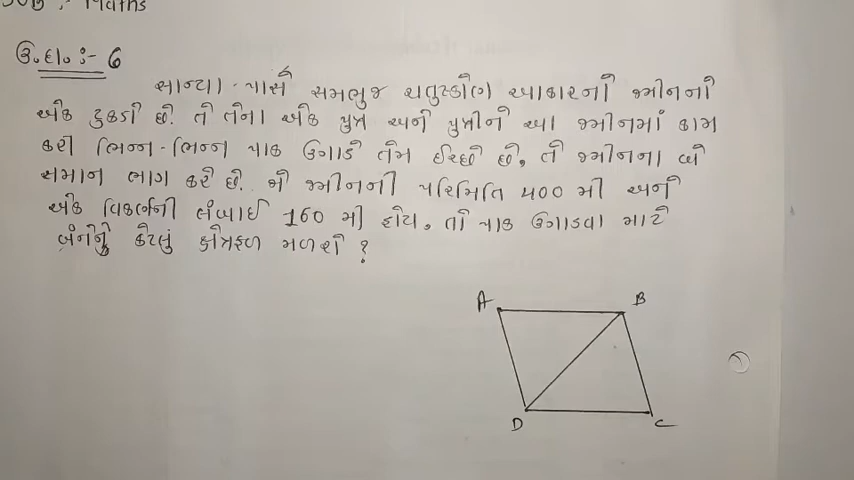 Maths
ઉ.દા. :- 6
સાન્યા પાસે સમભુજ ચતુષ્કોણ આકારની જમીનનો
એક ટુકડો છે. તે તેના એક પુત્ર અને પુત્રીને આ જમીનમાં કામ
કરી ભિન્ન-ભિન્ન પાક ઉગાડે તેમ ઈચ્છે છે, તે જમીનના બે
સમાન ભાગ કરે છે. જો જમીનની પરિમિતિ 400 મી અને
એક વિકર્ણની લંબાઈ 160 મી હોય, તો પાક ઉગાડવા માટે
બંનેને કેટલું ક્ષેત્રફળ મળશે ?
A B
D C